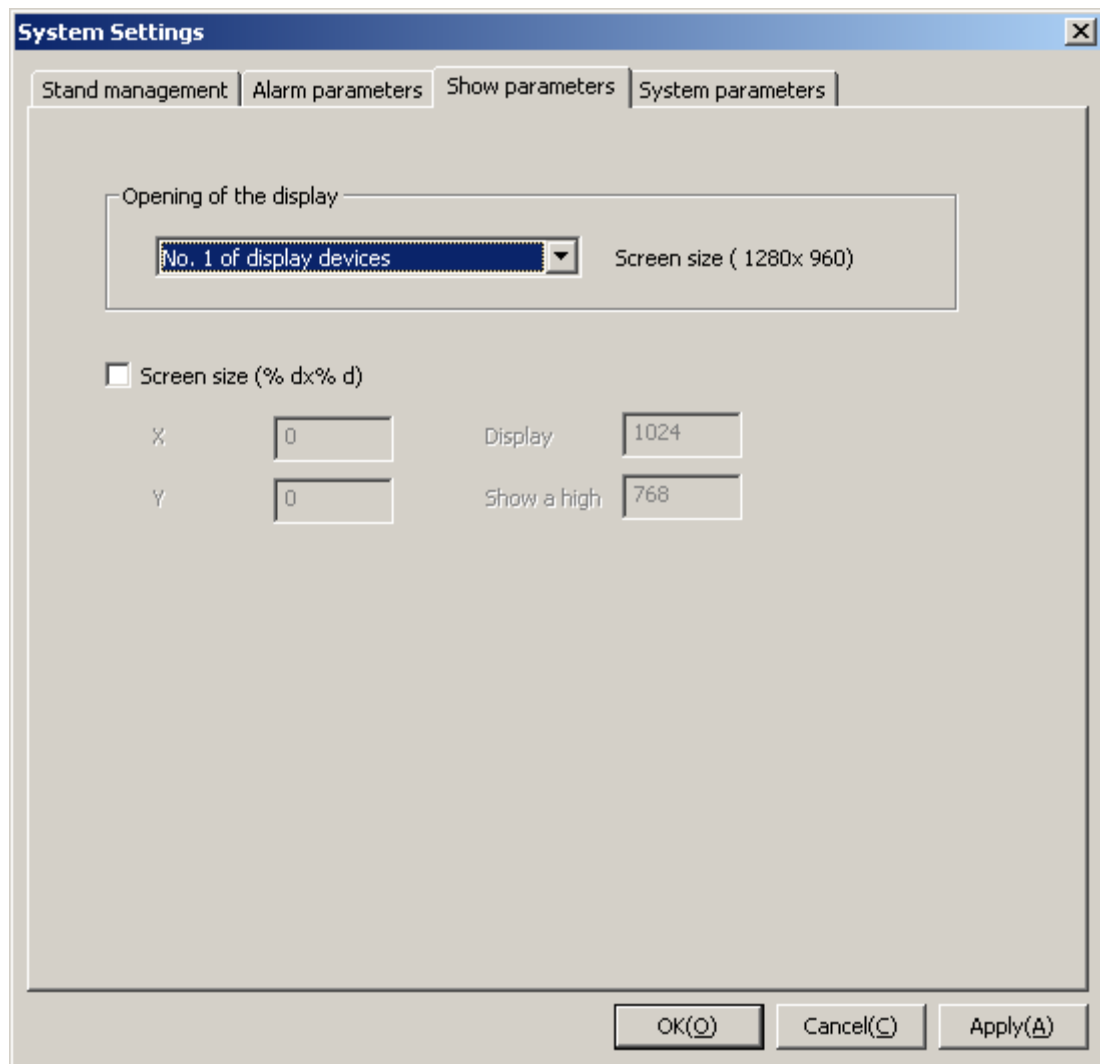 System Settings
Stand management Alarm parameters Show parameters System parameters
Opening of the display
No. 1 of display devices Screen size ( 1280x 960)
Screen size (% dx% d)
X 0 Display 1024
Y 0 Show a high 768
OK(O) Cancel(C) Apply(A)